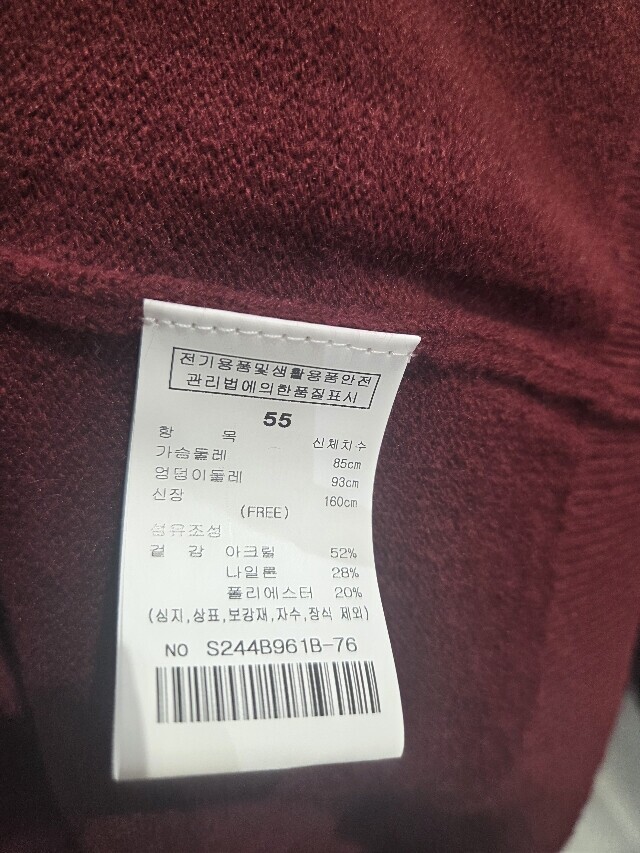 전기용품및생활용품안전
관리법에의한품질표시
55
항 목 신체치수
가슴둘레 85cm
엉덩이둘레 93cm
신장 160cm
(FREE)
섬유조성
겉 감 아크릴 52%
나일론 28%
폴리에스터 20%
(심지,상표,보강재,자수,장식 제외)
NO S244B961B-76